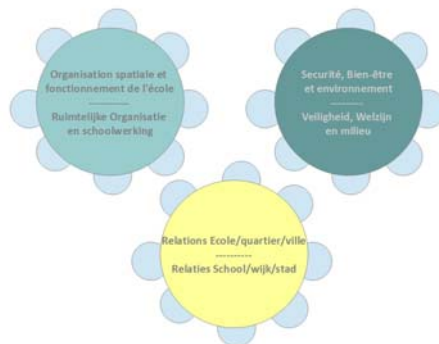 Organisation spatiale et
fonctionnement de l'école
----------
Ruimtelijke Organisatie
en schoolwerking
Securité, Bien-être
et environnement
----------
Veiligheid, Welzijn
en milieu
Relations Ecole/quartier/ville
----------
Relaties School/wijk/stad